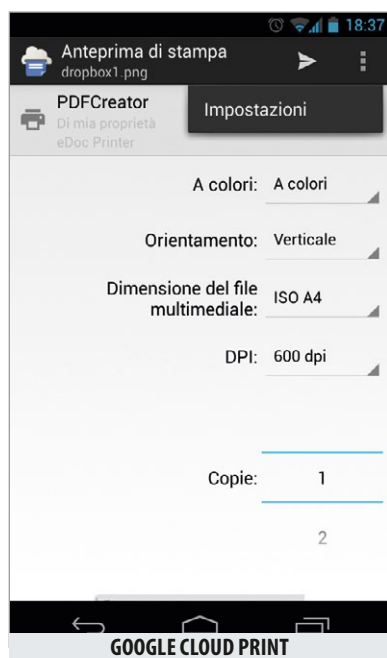 18:37
Anteprima di stampa
dropbox1.png
PDFCreator
Di mia proprietà
eDoc Printer
Impostazioni
A colori: A colori
Orientamento: Verticale
Dimensione del file
multimediale: ISO A4
DPI: 600 dpi
Copie: 1
2
GOOGLE CLOUD PRINT